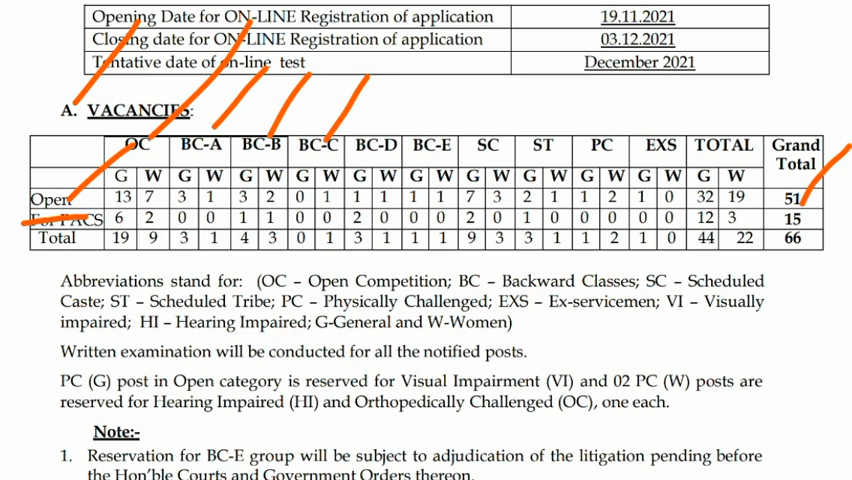 Opening Date for ON-LINE Registration of application 19.11.2021
Closing date for ON-LINE Registration of application 03.12.2021
Tentative date of on-line test December 2021
A. VACANCIES:
OC BC-A BC-B BC-C BC-D BC-E SC ST PC EXS TOTAL Grand Total
G W G W G W G W G W G W G W G W G W G W G W
Open 13 7 3 1 3 2 0 1 1 1 1 1 7 3 2 1 1 2 1 0 32 19 51
For PACS 6 2 0 0 1 1 0 0 2 0 0 0 2 0 1 0 0 0 0 0 12 3 15
Total 19 9 3 1 4 3 0 1 3 1 1 1 9 3 3 1 1 2 1 0 44 22 66
Abbreviations stand for: (OC – Open Competition; BC – Backward Classes; SC – Scheduled
Caste; ST – Scheduled Tribe; PC – Physically Challenged; EXS – Ex-servicemen; VI – Visually
impaired; HI – Hearing Impaired; G-General and W-Women)
Written examination will be conducted for all the notified posts.
PC (G) post in Open category is reserved for Visual Impairment (VI) and 02 PC (W) posts are
reserved for Hearing Impaired (HI) and Orthopedically Challenged (OC), one each.
Note:-
1. Reservation for BC-E group will be subject to adjudication of the litigation pending before
the Hon'ble Courts and Government Orders thereon.